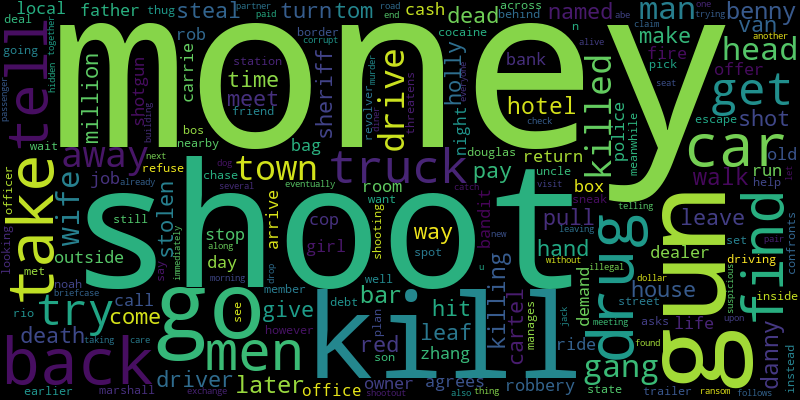 money
shoot
kill
gun
back
go
get
car
take
tell
truck
find
drug
men
try
town
man
head
drive
killed
away
wife
million
local
father
thug
steal
turn
tom
cash
dead
named
benny
van
deal
going
border
behind
across
road
end
partner
paid
trying
abe
one
claim
another
rob
carrie
shotgun
station
time
meet
sheriff
holly
night
cocaine
bank
make
fire
pick
offer
shot
alive
hotel
revolver
murder
other
threatens
everyone
building
hidden
together
passenger
wait
bos
nearby
friend
bag
check
douglas
return
uncle
police
meanwhile
escape
old
run
walk
help
let
next
refuse
dog
chase
several
already
job
eventually
room
want
pay
visit
box
catch
sneak
bandit
officer
looking
outside
still
stolen
stop
day
along
arrive
cop
girl
shooting
way
spot
new
leaving
pull
telling
leave
set
pair
confronts
met
say
immediately
morning
drop
well
u
without
illegal
dealer
driving
suspicious
dollar
house
inside
noah
briefcase
call
come
see
give
member
debt
bar
hit
killing
cartel
manages
demand
hand
street
meeting
rio
death
taking
care
however
plan
son
red
leaf
zhang
jack
ride
asks
life
found
upon
danny
instead
earlier
marshall
driver
exchange
later
office
shootout
owner
also
agrees
thing
robbery
gang
state
trailer
ransom
follows
seat
n